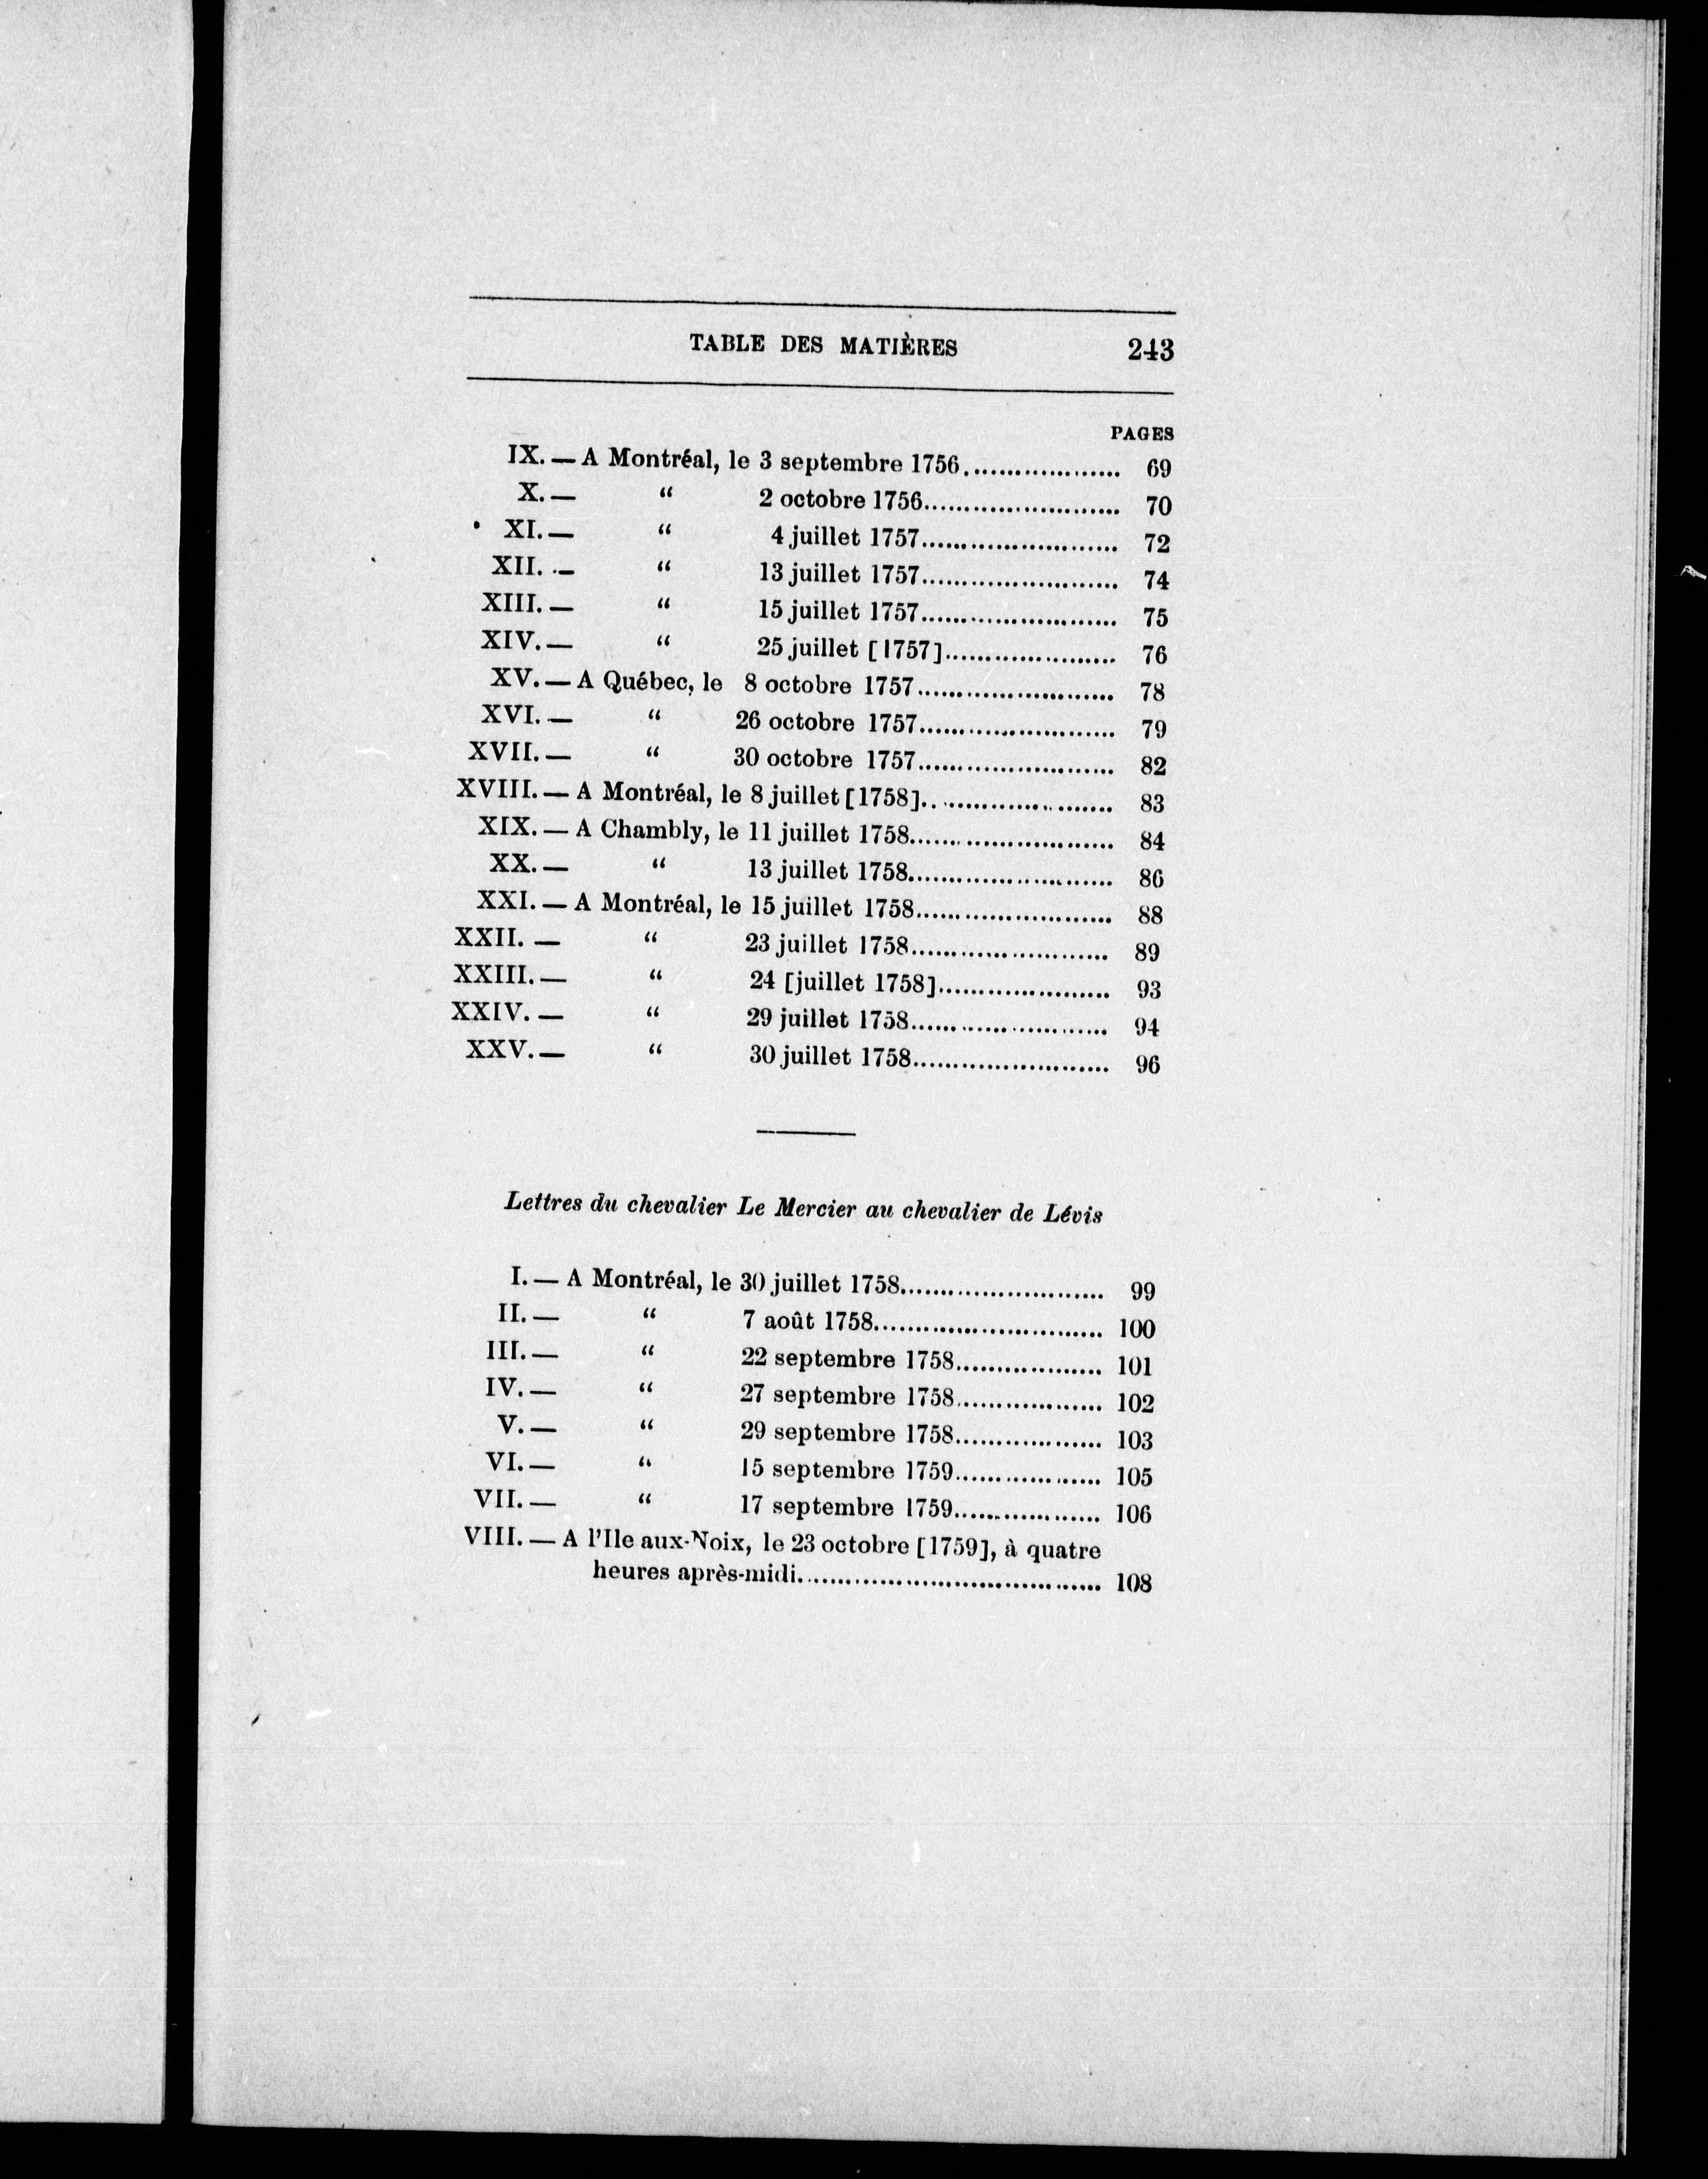 TABLE DES MATIÈRES 243
PAGES
IX. — A Montréal, le 3 septembre 1756................... 69
X. — “ 2 octobre 1756......................... 70
XI. — “ 4 juillet 1757......................... 72
XII. — “ 13 juillet 1757......................... 74
XIII. — “ 15 juillet 1757......................... 75
XIV. — “ 25 juillet [1757]...................... 76
XV. — A Québec, le 8 octobre 1757......................... 78
XVI. — “ 26 octobre 1757......................... 79
XVII. — “ 30 octobre 1757......................... 82
XVIII. — A Montréal, le 8 juillet [1758]......................... 83
XIX. — A Chambly, le 11 juillet 1758......................... 84
XX. — “ 13 juillet 1758......................... 86
XXI. — A Montréal, le 15 juillet 1758......................... 88
XXII. — “ 23 juillet 1758......................... 89
XXIII. — “ 24 [juillet 1758]...................... 93
XXIV. — “ 29 juillet 1758......................... 94
XXV. — “ 30 juillet 1758......................... 96
Lettres du chevalier Le Mercier au chevalier de Lévis
I. — A Montréal, le 30 juillet 1758......................... 99
II. — “ 7 août 1758............................. 100
III. — “ 22 septembre 1758................... 101
IV. — “ 27 septembre 1758................... 102
V. — “ 29 septembre 1758................... 103
VI. — “ 15 septembre 1759................... 105
VII. — “ 17 septembre 1759................... 106
VIII. — A l'Ile aux-Noix, le 23 octobre [1759], à quatre
heures après-midi....................................... 108